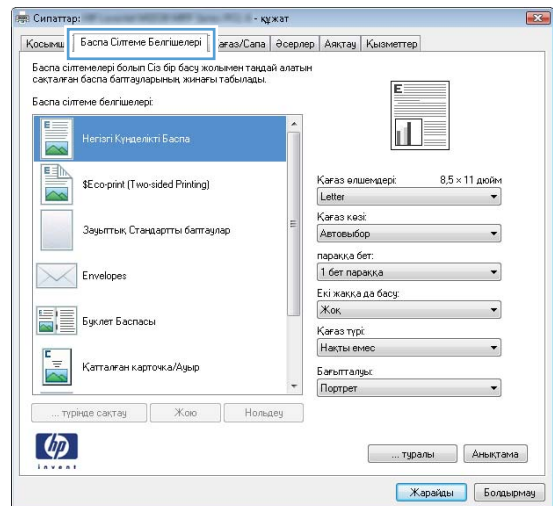 Сипаттар: - құжат
Қосымш Баспа Сілтеме Белгішелері ағаз/Сапа Әсерлер Аяқтау Қызметтер
Баспа сілтемелері болып Сіз бір басу жолымен таңдай алатын
сақталған баспа баптауларының жинағы табылады.
Баспа сілтеме белгішелері:
Негізгі Күнделікті Баспа
$Eco-print (Two-sided Printing)
Зауыттық Стандартты баптаулар
Envelopes
Буклет Баспасы
Қатталған карточка/Ауыр
... түрінде сақтау Жою Нольдеу
E
Қағаз өлшемдері: 8,5 × 11 дюйм
Letter
Қағаз көзі:
Автовыбор
параққа бет:
1 бет параққа
Екі жаққа да басу:
Жоқ
Қағаз түрі:
Нақты емес
Бағытталуы:
Портрет
hp
invent
... туралы Анықтама
Жарайды Болдырмау